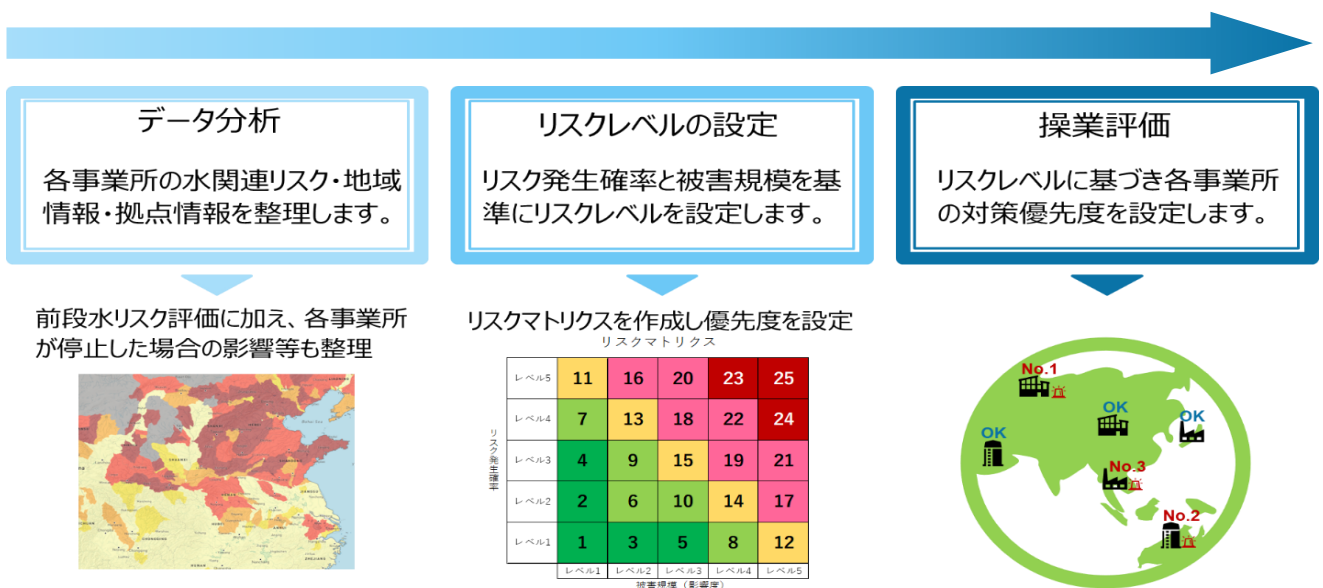 データ分析
各事業所の水関連リスク・地域
情報・拠点情報を整理します。
リスクレベルの設定
リスク発生確率と被害規模を基
準にリスクレベルを設定します。
操業評価
リスクレベルに基づき各事業所
の対策優先度を設定します。
前段水リスク評価に加え、各事業所
が停止した場合の影響等も整理
リスクマトリクスを作成し優先度を設定
リスクマトリクス
リスク発生確率
レベル5 11 16 20 23 25
レベル4 7 13 18 22 24
レベル3 4 9 15 19 21
レベル2 2 6 10 14 17
レベル1 1 3 5 8 12
レベル1 レベル2 レベル3 レベル4 レベル5
被害規模（影響度）
No.1
OK
OK
OK
No.3
No.2